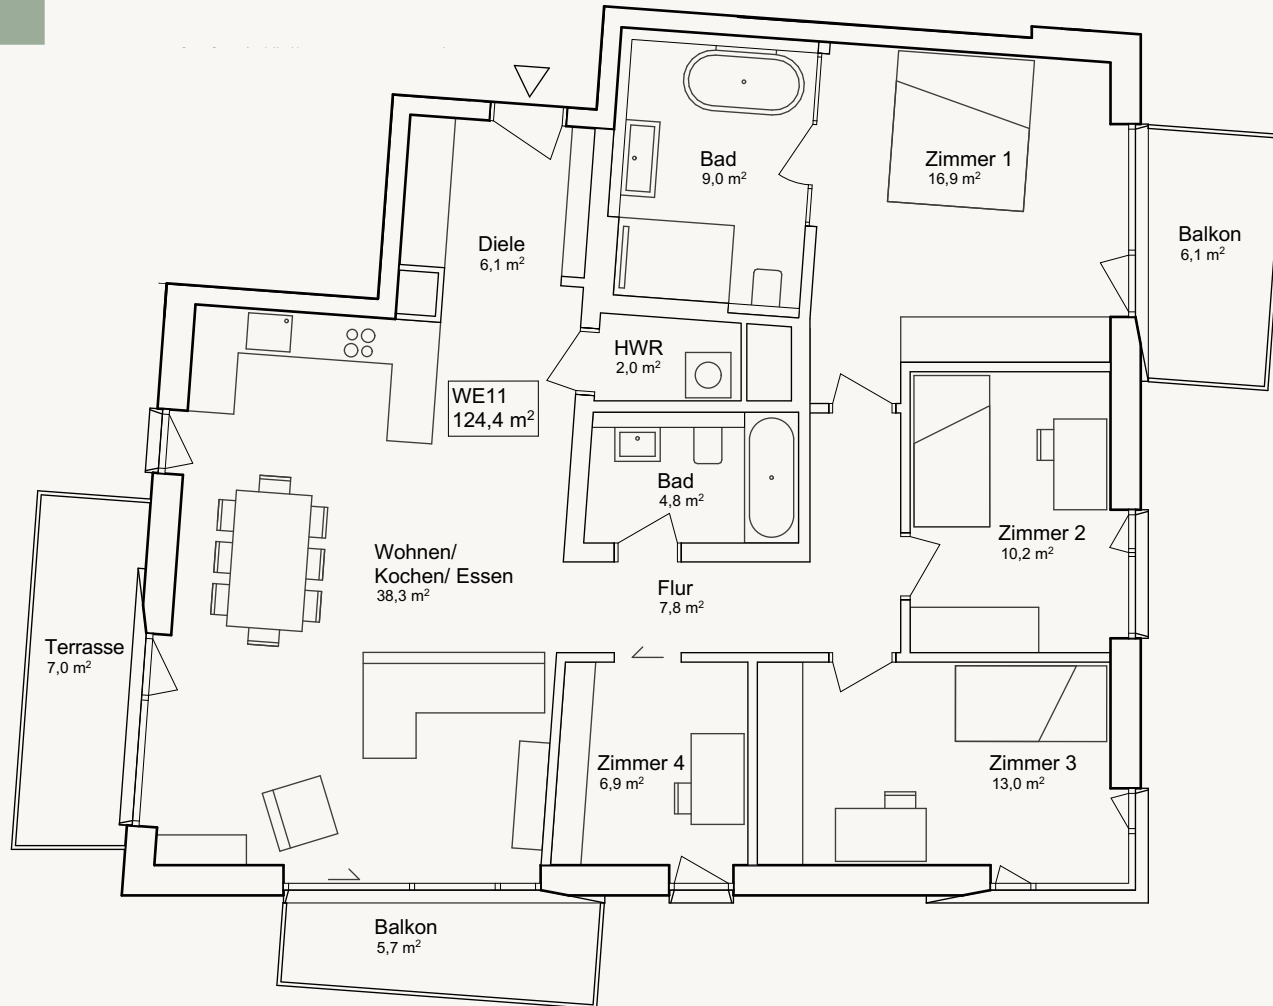 Bad
9,0 m²
Zimmer 1
16,9 m²
Balkon
6,1 m²
Diele
6,1 m²
HWR
2,0 m²
WE11
124,4 m²
Bad
4,8 m²
Zimmer 2
10,2 m²
Wohnen/
Kochen/ Essen
38,3 m²
Flur
7,8 m²
Terrasse
7,0 m²
Zimmer 4
6,9 m²
Zimmer 3
13,0 m²
Balkon
5,7 m²